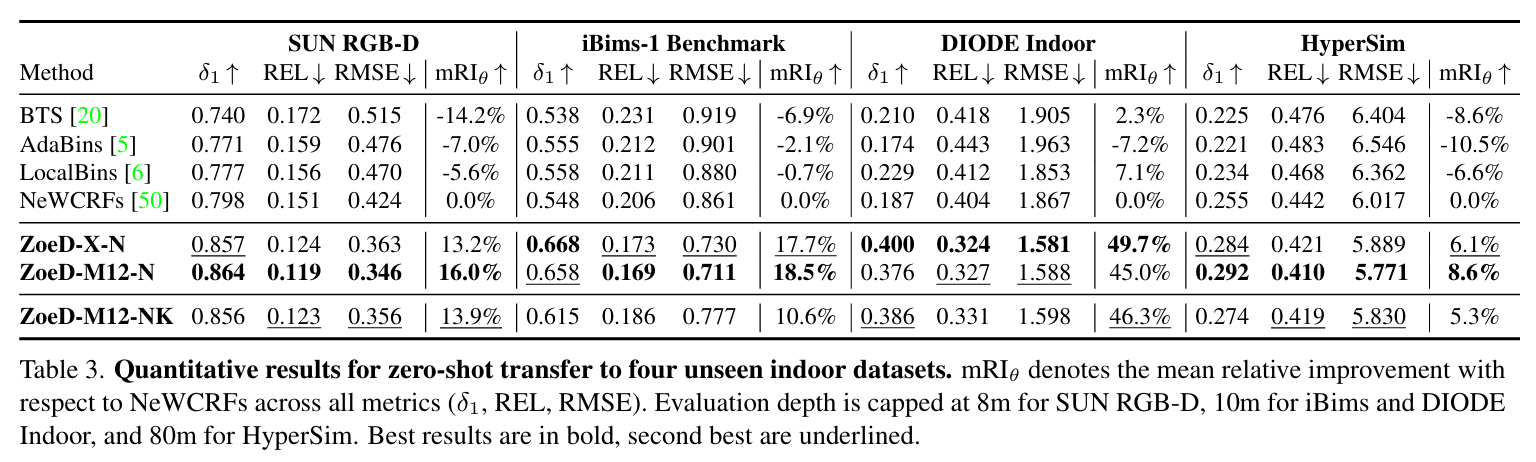 SUN RGB-D iBims-1 Benchmark DIODE Indoor HyperSim
Method δ₁ ↑ REL ↓ RMSE ↓ mRIθ ↑ δ₁ ↑ REL ↓ RMSE ↓ mRIθ ↑ δ₁ ↑ REL ↓ RMSE ↓ mRIθ ↑ δ₁ ↑ REL ↓ RMSE ↓ mRIθ ↑
BTS [20] 0.740 0.172 0.515 -14.2% 0.538 0.231 0.919 -6.9% 0.210 0.418 1.905 2.3% 0.225 0.476 6.404 -8.6%
AdaBins [5] 0.771 0.159 0.476 -7.0% 0.555 0.212 0.901 -2.1% 0.174 0.443 1.963 -7.2% 0.221 0.483 6.546 -10.5%
LocalBins [6] 0.777 0.156 0.470 -5.6% 0.558 0.211 0.880 -0.7% 0.229 0.412 1.853 7.1% 0.234 0.468 6.362 -6.6%
NeWCRFs [50] 0.798 0.151 0.424 0.0% 0.548 0.206 0.861 0.0% 0.187 0.404 1.867 0.0% 0.255 0.442 6.017 0.0%
ZoeD-X-N 0.857 0.124 0.363 13.2% 0.668 0.173 0.730 17.7% 0.400 0.324 1.581 49.7% 0.284 0.421 5.889 6.1%
ZoeD-M12-N 0.864 0.119 0.346 16.0% 0.658 0.169 0.711 18.5% 0.376 0.327 1.588 45.0% 0.292 0.410 5.771 8.6%
ZoeD-M12-NK 0.856 0.123 0.356 13.9% 0.615 0.186 0.777 10.6% 0.386 0.331 1.598 46.3% 0.274 0.419 5.830 5.3%
Table 3. Quantitative results for zero-shot transfer to four unseen indoor datasets. mRIθ denotes the mean relative improvement with
respect to NeWCRFs across all metrics (δ₁, REL, RMSE). Evaluation depth is capped at 8m for SUN RGB-D, 10m for iBims and DIODE
Indoor, and 80m for HyperSim. Best results are in bold, second best are underlined.